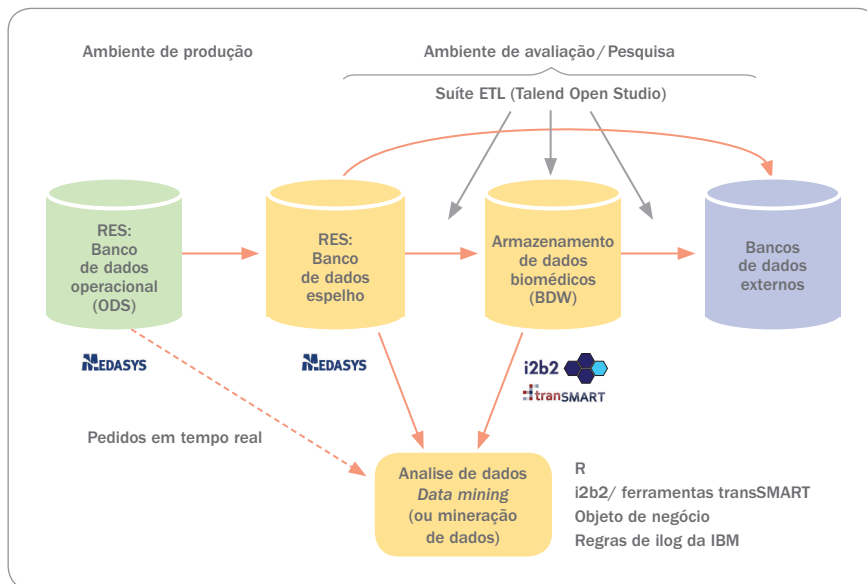 Ambiente de produção
Ambiente de avaliação / Pesquisa
Suíte ETL (Talend Open Studio)
RES:
Banco
de dados
operacional
(ODS)
RES:
Banco
de dados
espelho
Armazenamento
de dados
biomédicos
(BDW)
Bancos
de dados
externos
MEDASYS
MEDASYS
i2b2
tranSMART
Pedidos em tempo real
Analise de dados
Data mining
(ou mineração
de dados)
R
i2b2/ ferramentas transSMART
Objeto de negócio
Regras de ilog da IBM